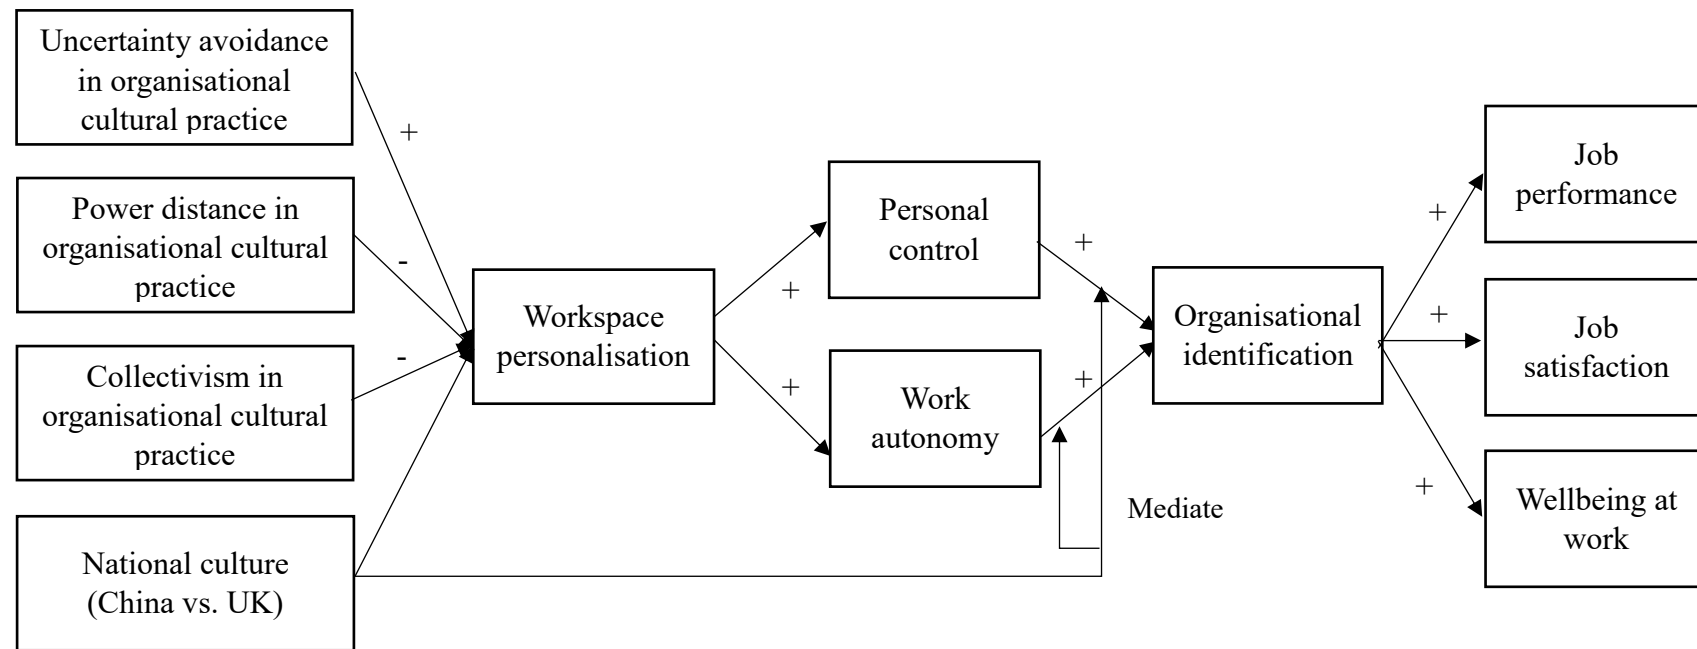 Uncertainty avoidance
in organisational
cultural practice
+
Power distance in
organisational cultural
practice
-
Collectivism in
organisational cultural
practice
-
National culture
(China vs. UK)
Workspace
personalisation
+
+
Personal
control
Work
autonomy
+
+
Mediate
Organisational
identification
+
+
+
Job
performance
Job
satisfaction
Wellbeing at
work